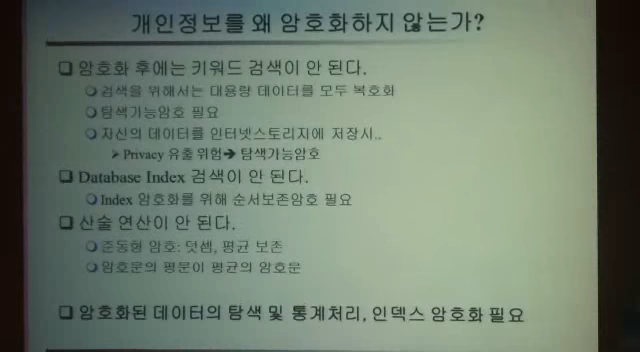 개인정보를 왜 암호화하지 않는가?
❑ 암호화 후에는 키워드 검색이 안 된다.
❍ 검색을 위해서는 대용량 데이터를 모두 복호화
❍ 탐색가능암호 필요
❍ 자신의 데이터를 인터넷스토리지에 저장시..
➢ Privacy 유출 위험➔ 탐색가능암호
❑ Database Index 검색이 안 된다.
❍ Index 암호화를 위해 순서보존암호 필요
❑ 산술 연산이 안 된다.
❍ 준동형 암호: 덧셈, 평균 보존
❍ 암호문의 평문이 평균의 암호문
❑ 암호화된 데이터의 탐색 및 통계처리, 인덱스 암호화 필요